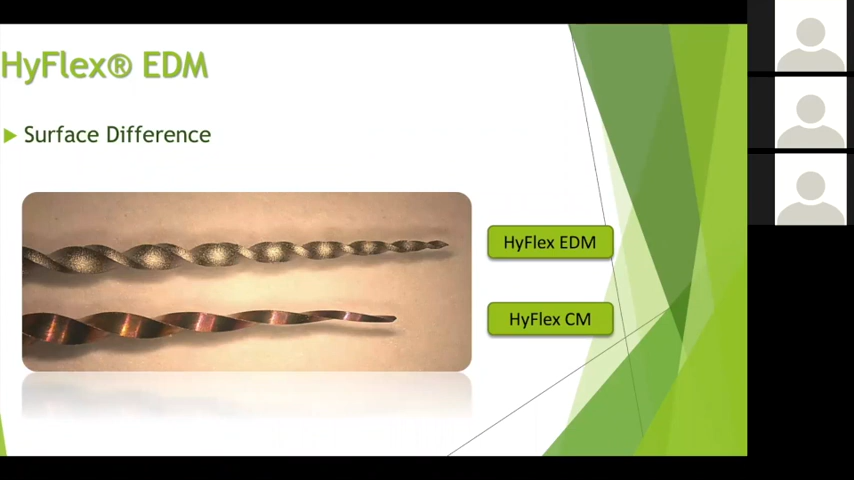 HyFlex® EDM
Surface Difference
HyFlex EDM
HyFlex CM